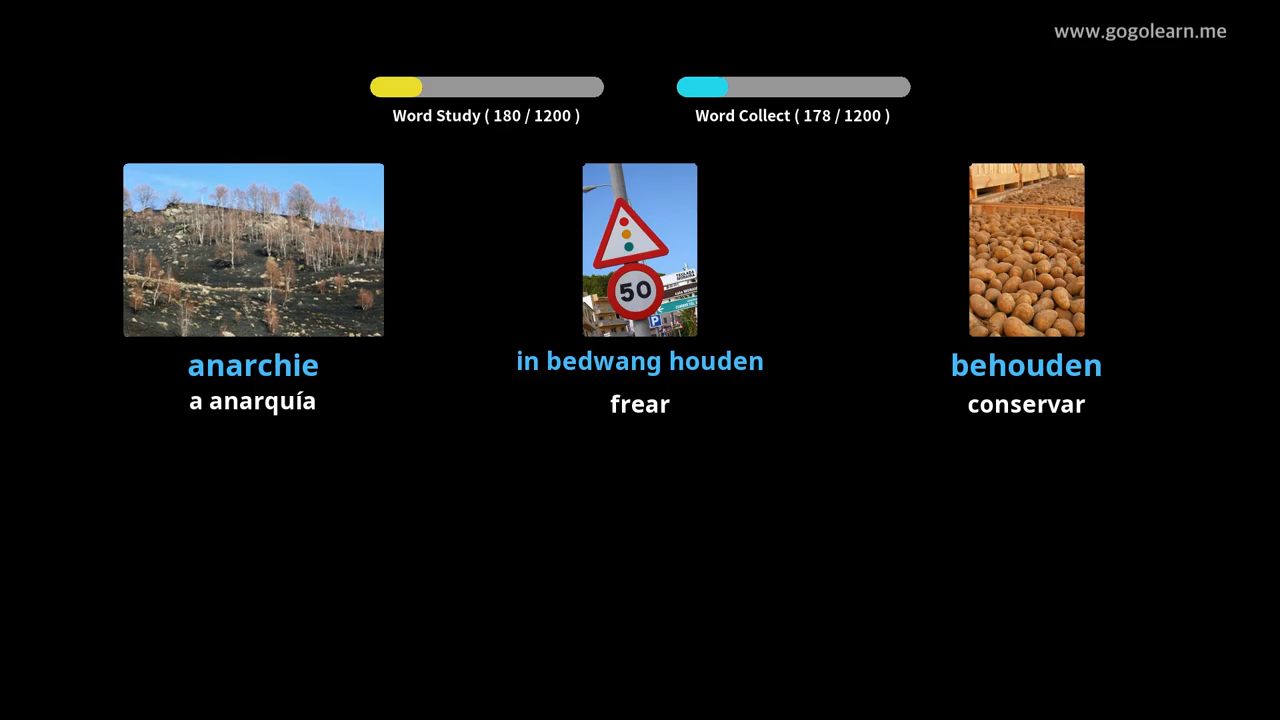 www.gogolearn.me
Word Study ( 180 / 1200 )
Word Collect ( 178 / 1200 )
50
P
anarchie
in bedwang houden
behouden
a anarquía
frear
conservar